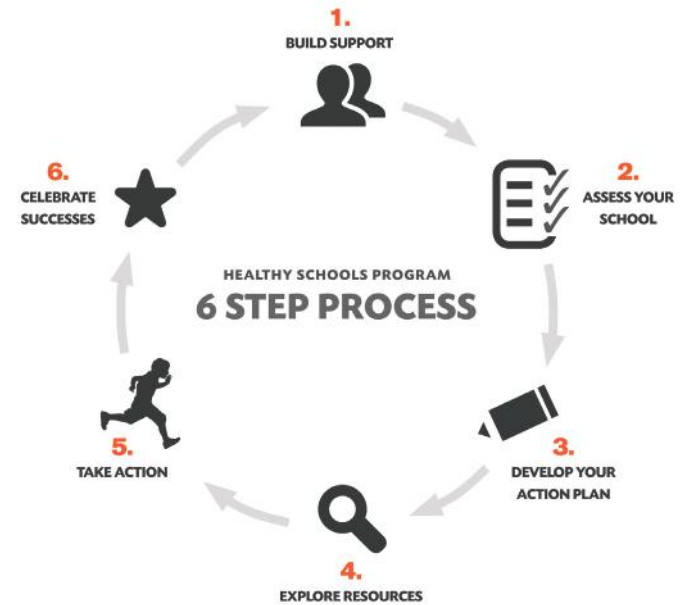 1.
BUILD SUPPORT
2.
ASSESS YOUR
SCHOOL
3.
DEVELOP YOUR
ACTION PLAN
4.
EXPLORE RESOURCES
5.
TAKE ACTION
6.
CELEBRATE
SUCCESSES
HEALTHY SCHOOLS PROGRAM
6 STEP PROCESS